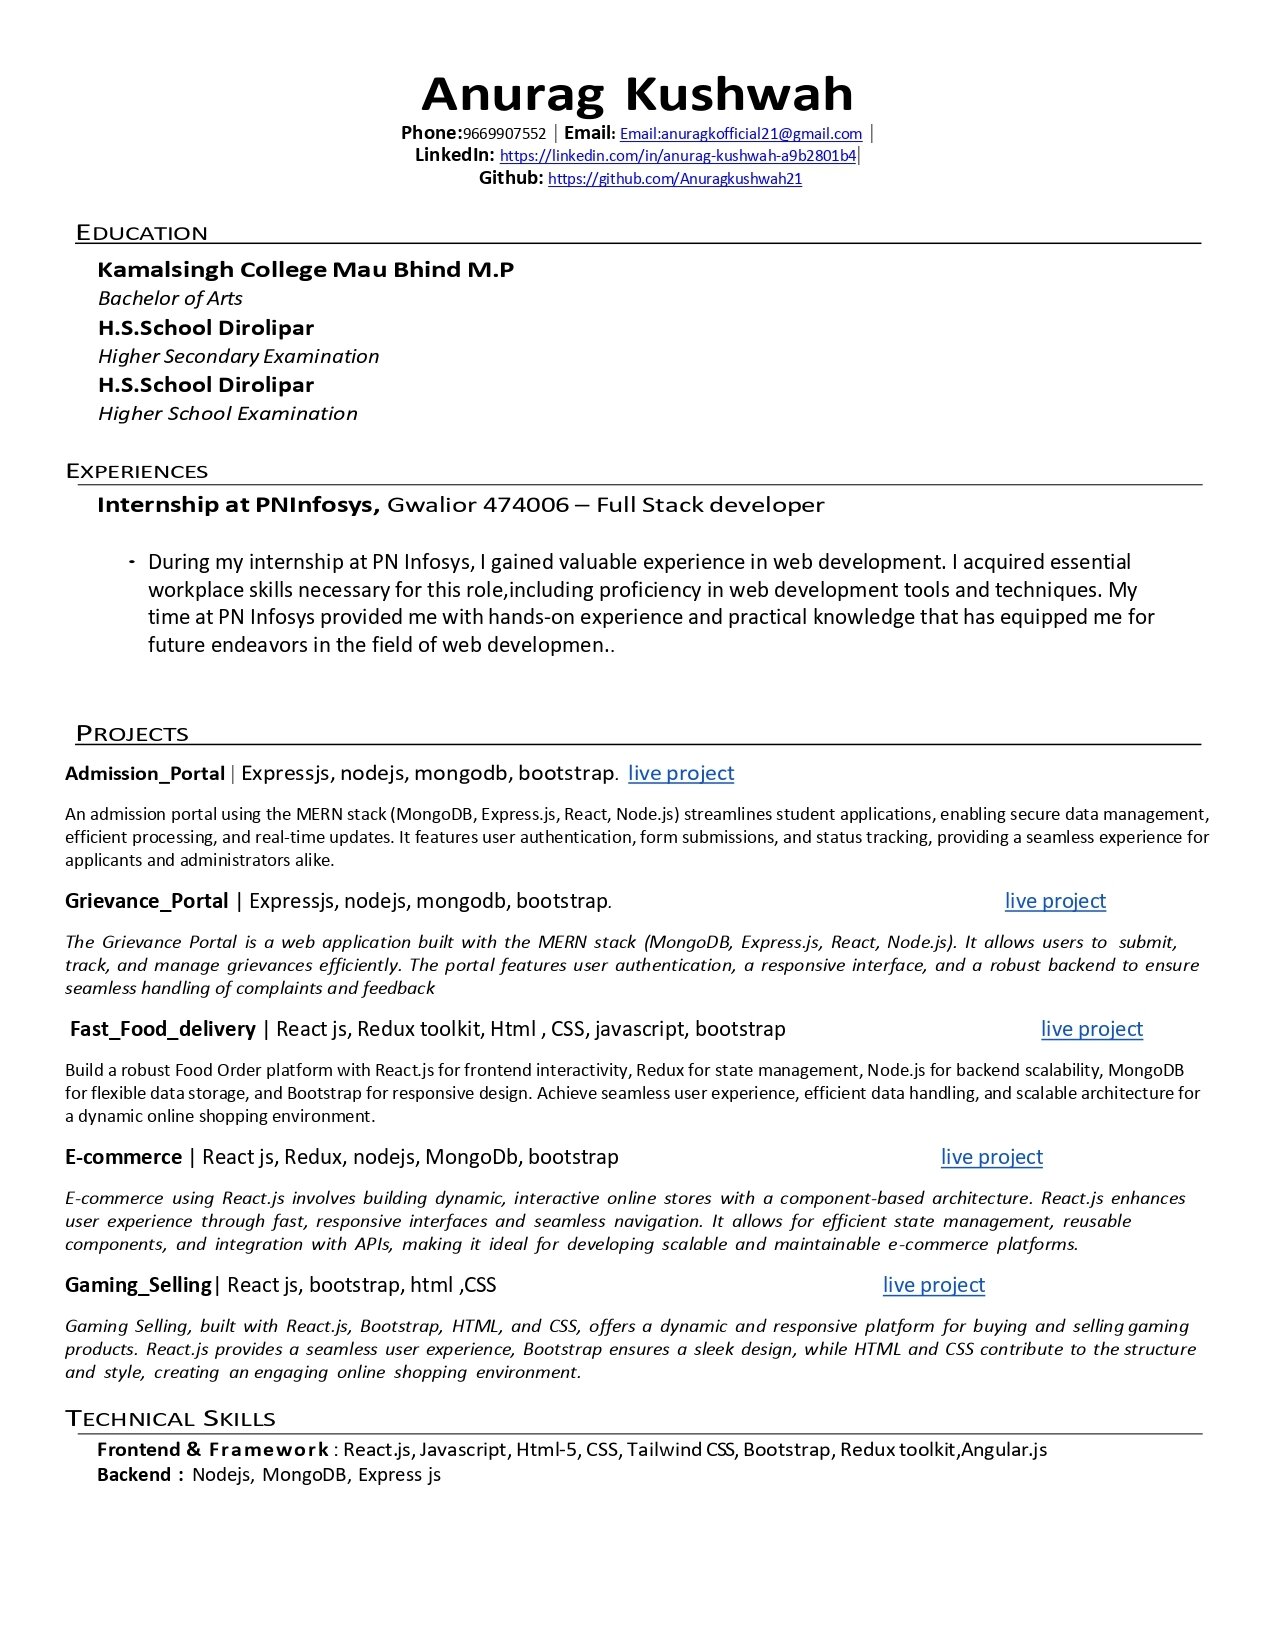 Anurag Kushwah
Phone:9669907552 | Email: Email:anuragkofficial21@gmail.com |
LinkedIn: https://linkedin.com/in/anurag-kushwah-a9b2801b4|
Github: https://github.com/Anuragkushwah21
EDUCATION
Kamalsingh College Mau Bhind M.P
Bachelor of Arts
H.S.School Dirolipar
Higher Secondary Examination
H.S.School Dirolipar
Higher School Examination
EXPERIENCES
Internship at PNInfosys, Gwalior 474006 – Full Stack developer
- During my internship at PN Infosys, I gained valuable experience in web development. I acquired essential
workplace skills necessary for this role,including proficiency in web development tools and techniques. My
time at PN Infosys provided me with hands-on experience and practical knowledge that has equipped me for
future endeavors in the field of web developmen..
PROJECTS
Admission_Portal | Expressjs, nodejs, mongodb, bootstrap. live project
An admission portal using the MERN stack (MongoDB, Express.js, React, Node.js) streamlines student applications, enabling secure data management,
efficient processing, and real-time updates. It features user authentication, form submissions, and status tracking, providing a seamless experience for
applicants and administrators alike.
Grievance_Portal | Expressjs, nodejs, mongodb, bootstrap. live project
The Grievance Portal is a web application built with the MERN stack (MongoDB, Express.js, React, Node.js). It allows users to submit,
track, and manage grievances efficiently. The portal features user authentication, a responsive interface, and a robust backend to ensure
seamless handling of complaints and feedback
Fast_Food_delivery | React js, Redux toolkit, Html , CSS, javascript, bootstrap live project
Build a robust Food Order platform with React.js for frontend interactivity, Redux for state management, Node.js for backend scalability, MongoDB
for flexible data storage, and Bootstrap for responsive design. Achieve seamless user experience, efficient data handling, and scalable architecture for
a dynamic online shopping environment.
E-commerce | React js, Redux, nodejs, MongoDb, bootstrap live project
E-commerce using React.js involves building dynamic, interactive online stores with a component-based architecture. React.js enhances
user experience through fast, responsive interfaces and seamless navigation. It allows for efficient state management, reusable
components, and integration with APIs, making it ideal for developing scalable and maintainable e-commerce platforms.
Gaming_Selling| React js, bootstrap, html ,CSS live project
Gaming Selling, built with React.js, Bootstrap, HTML, and CSS, offers a dynamic and responsive platform for buying and selling gaming
products. React.js provides a seamless user experience, Bootstrap ensures a sleek design, while HTML and CSS contribute to the structure
and style, creating an engaging online shopping environment.
TECHNICAL SKILLS
Frontend & Framework : React.js, Javascript, Html-5, CSS, Tailwind CSS, Bootstrap, Redux toolkit,Angular.js
Backend : Nodejs, MongoDB, Express js